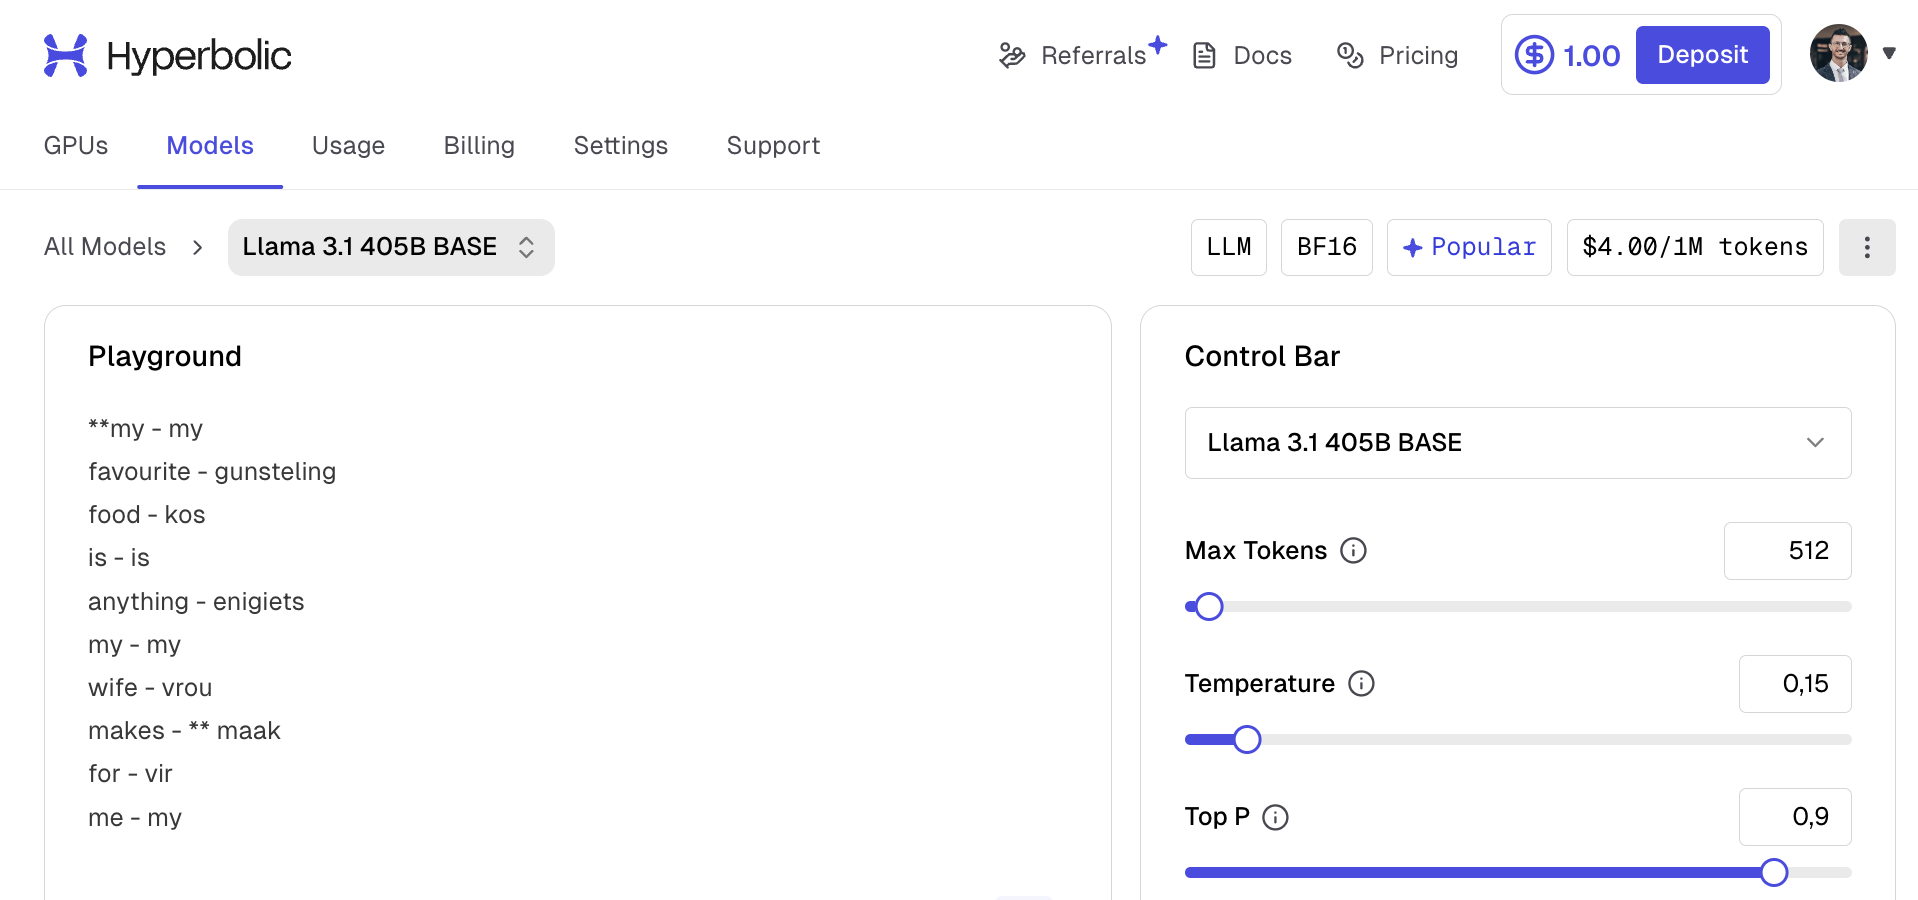 Hyperbolic
Referrals Docs Pricing $ 1.00 Deposit
GPUs Models Usage Billing Settings Support
All Models > Llama 3.1 405B BASE
LLM BF16 Popular $4.00/1M tokens
Playground
**my - my
favourite - gunsteling
food - kos
is - is
anything - enigiets
my - my
wife - vrou
makes - ** maak
for - vir
me - my
Control Bar
Llama 3.1 405B BASE
Max Tokens 512
Temperature 0,15
Top P 0,9